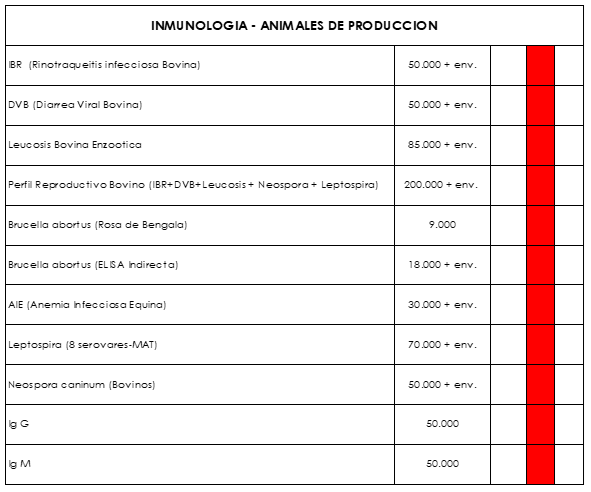 INMUNOLOGIA - ANIMALES DE PRODUCCION
IBR (Rinotraqueitis infecciosa Bovina) 50.000 + env.
DVB (Diarrea Viral Bovina) 50.000 + env.
Leucosis Bovina Enzootica 85.000 + env.
Perfil Reproductivo Bovino (IBR+DVB+Leucosis + Neospora + Leptospira) 200.000 + env.
Brucella abortus (Rosa de Bengala) 9.000
Brucella abortus (ELISA Indirecta) 18.000 + env.
AIE (Anemia Infecciosa Equina) 30.000 + env.
Leptospira (8 serovares-MAT) 70.000 + env.
Neospora caninum (Bovinos) 50.000 + env.
Ig G 50.000
Ig M 50.000